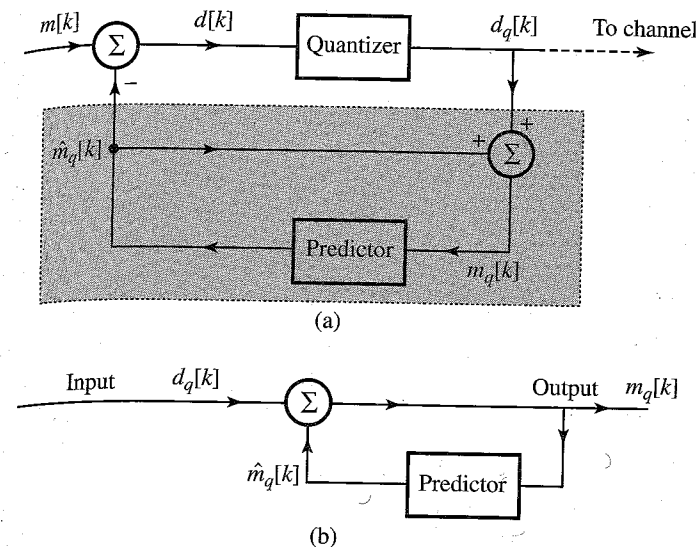 m[k]
Σ
d[k]
Quantizer
d_q[k]
To channel
−
+
+
m̂_q[k]
Σ
Predictor
m_q[k]
(a)
Input
d_q[k]
Σ
Output
m_q[k]
m̂_q[k]
Predictor
(b)